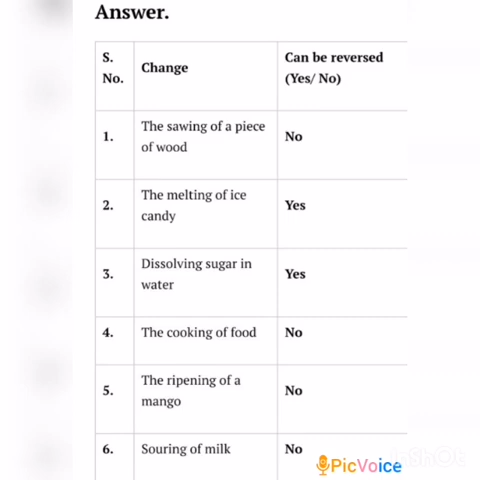 Answer.
S. No. Change Can be reversed (Yes/ No)
1. The sawing of a piece of wood No
2. The melting of ice candy Yes
3. Dissolving sugar in water Yes
4. The cooking of food No
5. The ripening of a mango No
6. Souring of milk No
PicVoice